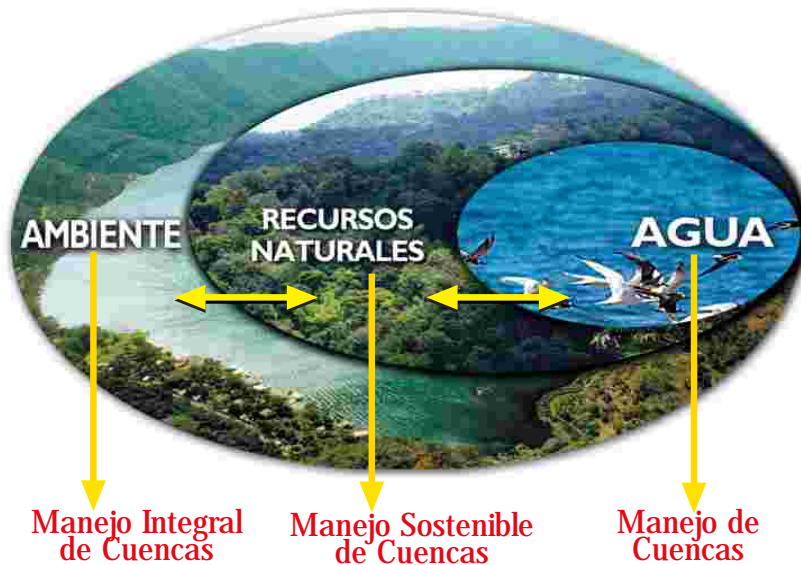 AMBIENTE
RECURSOS
NATURALES
AGUA
Manejo Integral
de Cuencas
Manejo Sostenible
de Cuencas
Manejo de
Cuencas